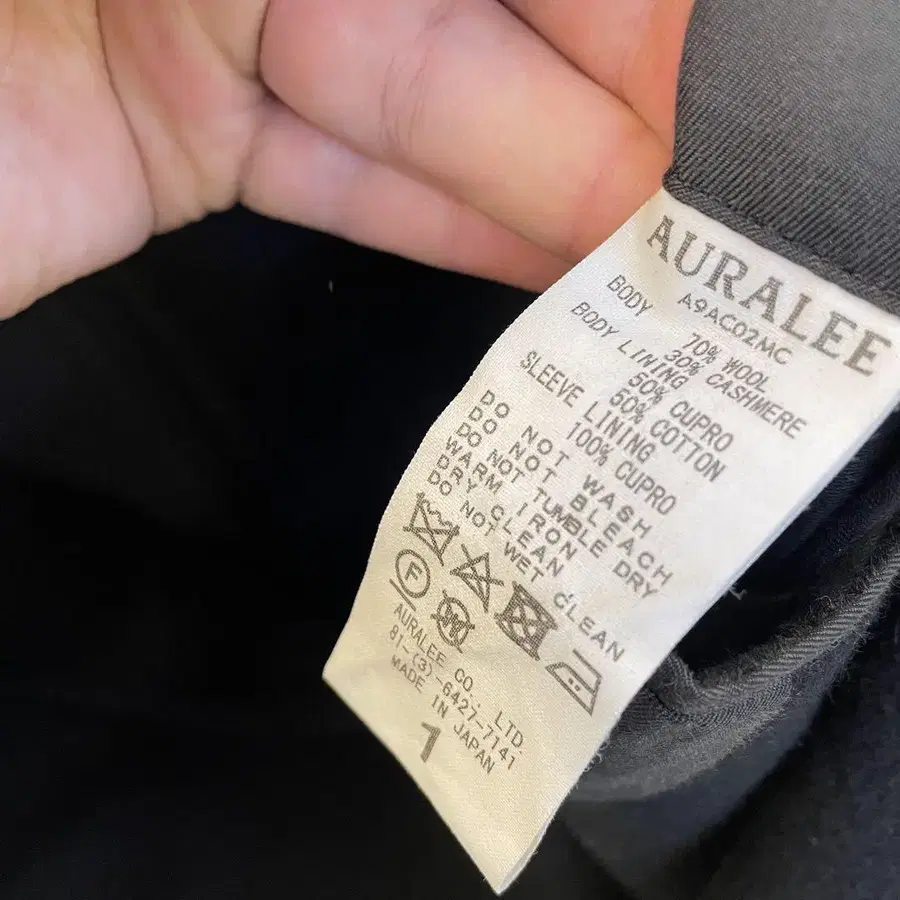 AURALEE
A9AC02MC
BODY 70% WOOL
30% CASHMERE
BODY LINING 50% CUPRO
50% COTTON
SLEEVE LINING 100% CUPRO
DO NOT WASH
DO NOT BLEACH
DO NOT TUMBLE DRY
WARM IRON
DRY CLEAN
DO NOT WET CLEAN
F
W
AURALEE CO., LTD.
81-(3)-6427-7141
MADE IN JAPAN
1